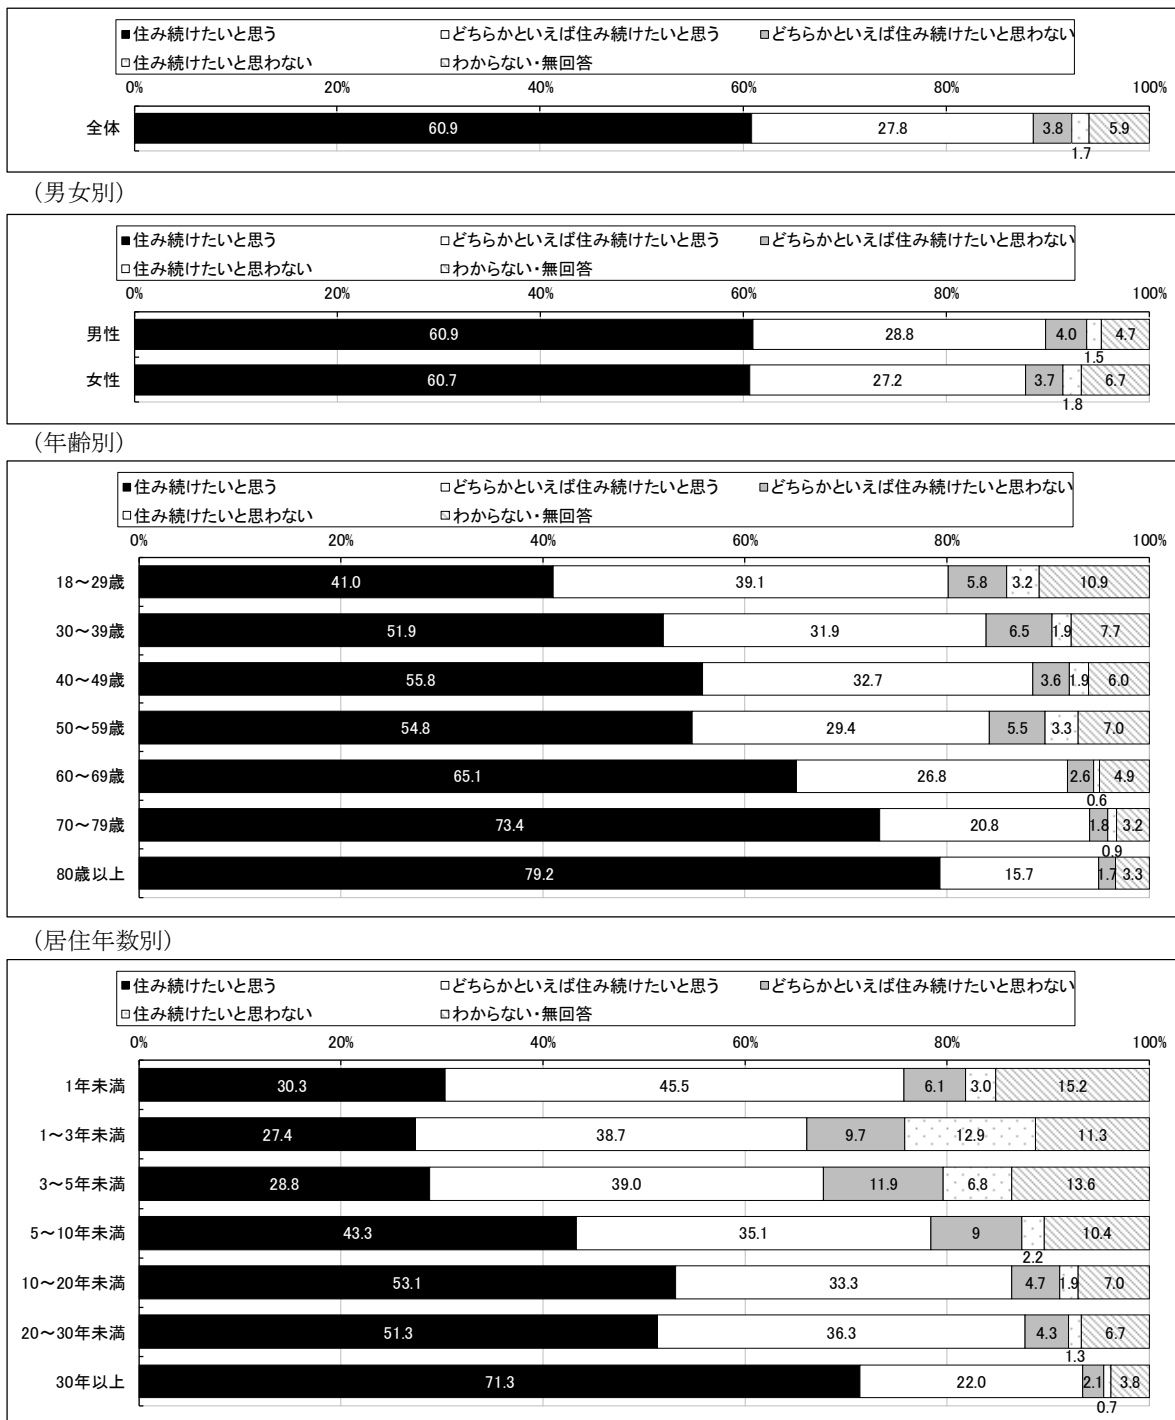 ■住み続けたいと思う □どちらかといえば住み続けたいと思う ■どちらかといえば住み続けたいと思わない
□住み続けたいと思わない □わからない・無回答
0% 20% 40% 60% 80% 100%
全体 60.9 27.8 3.8 5.9
1.7
（男女別）
■住み続けたいと思う □どちらかといえば住み続けたいと思う ■どちらかといえば住み続けたいと思わない
□住み続けたいと思わない □わからない・無回答
0% 20% 40% 60% 80% 100%
男性 60.9 28.8 4.0 4.7
1.5
女性 60.7 27.2 3.7 6.7
1.8
（年齢別）
■住み続けたいと思う □どちらかといえば住み続けたいと思う ■どちらかといえば住み続けたいと思わない
□住み続けたいと思わない □わからない・無回答
0% 20% 40% 60% 80% 100%
18～29歳 41.0 39.1 5.8 3.2 10.9
30～39歳 51.9 31.9 6.5 1.9 7.7
40～49歳 55.8 32.7 3.6 1.9 6.0
50～59歳 54.8 29.4 5.5 3.3 7.0
60～69歳 65.1 26.8 2.6 4.9
0.6
70～79歳 73.4 20.8 1.8 3.2
0.9
80歳以上 79.2 15.7 1.7 3.3
（居住年数別）
■住み続けたいと思う □どちらかといえば住み続けたいと思う ■どちらかといえば住み続けたいと思わない
□住み続けたいと思わない □わからない・無回答
0% 20% 40% 60% 80% 100%
1年未満 30.3 45.5 6.1 3.0 15.2
1～3年未満 27.4 38.7 9.7 12.9 11.3
3～5年未満 28.8 39.0 11.9 6.8 13.6
5～10年未満 43.3 35.1 9 10.4
2.2
10～20年未満 53.1 33.3 4.7 1.9 7.0
20～30年未満 51.3 36.3 4.3 6.7
1.3
30年以上 71.3 22.0 2.1 3.8
0.7